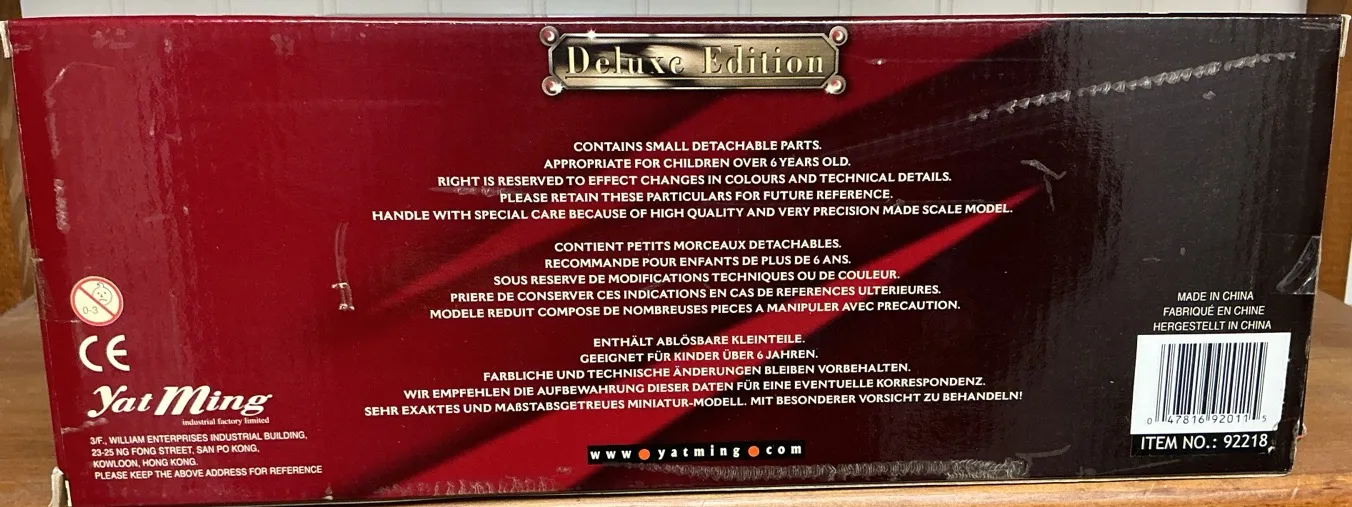 Deluxe Edition
CONTAINS SMALL DETACHABLE PARTS.
APPROPRIATE FOR CHILDREN OVER 6 YEARS OLD.
RIGHT IS RESERVED TO EFFECT CHANGES IN COLOURS AND TECHNICAL DETAILS.
PLEASE RETAIN THESE PARTICULARS FOR FUTURE REFERENCE.
HANDLE WITH SPECIAL CARE BECAUSE OF HIGH QUALITY AND VERY PRECISION MADE SCALE MODEL.
CONTIENT PETITS MORCEAUX DETACHABLES.
RECOMMANDE POUR ENFANTS DE PLUS DE 6 ANS.
SOUS RESERVE DE MODIFICATIONS TECHNIQUES OU DE COULEUR.
PRIERE DE CONSERVER CES INDICATIONS EN CAS DE REFERENCES ULTERIEURES.
MODELE REDUIT COMPOSE DE NOMBREUSES PIECES A MANIPULER AVEC PRECAUTION.
ENTHÄLT ABLÖSBARE KLEINTEILE.
GEEIGNET FÜR KINDER ÜBER 6 JAHREN.
FARBLICHE UND TECHNISCHE ÄNDERUNGEN BLEIBEN VORBEHALTEN.
WIR EMPFEHLEN DIE AUFBEWAHRUNG DIESER DATEN FÜR EINE EVENTUELLE KORRESPONDENZ.
SEHR EXAKTES UND MABSTABSGETREUES MINIATUR-MODELL. MIT BESONDERER VORSICHT ZU BEHANDELN!
www.yatming.com
0-3
CE
Yat Ming
industrial factory limited
3/F., WILLIAM ENTERPRISES INDUSTRIAL BUILDING,
23-25 NG FONG STREET, SAN PO KONG,
KOWLOON, HONG KONG.
PLEASE KEEP THE ABOVE ADDRESS FOR REFERENCE
MADE IN CHINA
FABRIQUÉ EN CHINE
HERGESTELLT IN CHINA
0 47816 92011 5
ITEM NO.: 92218